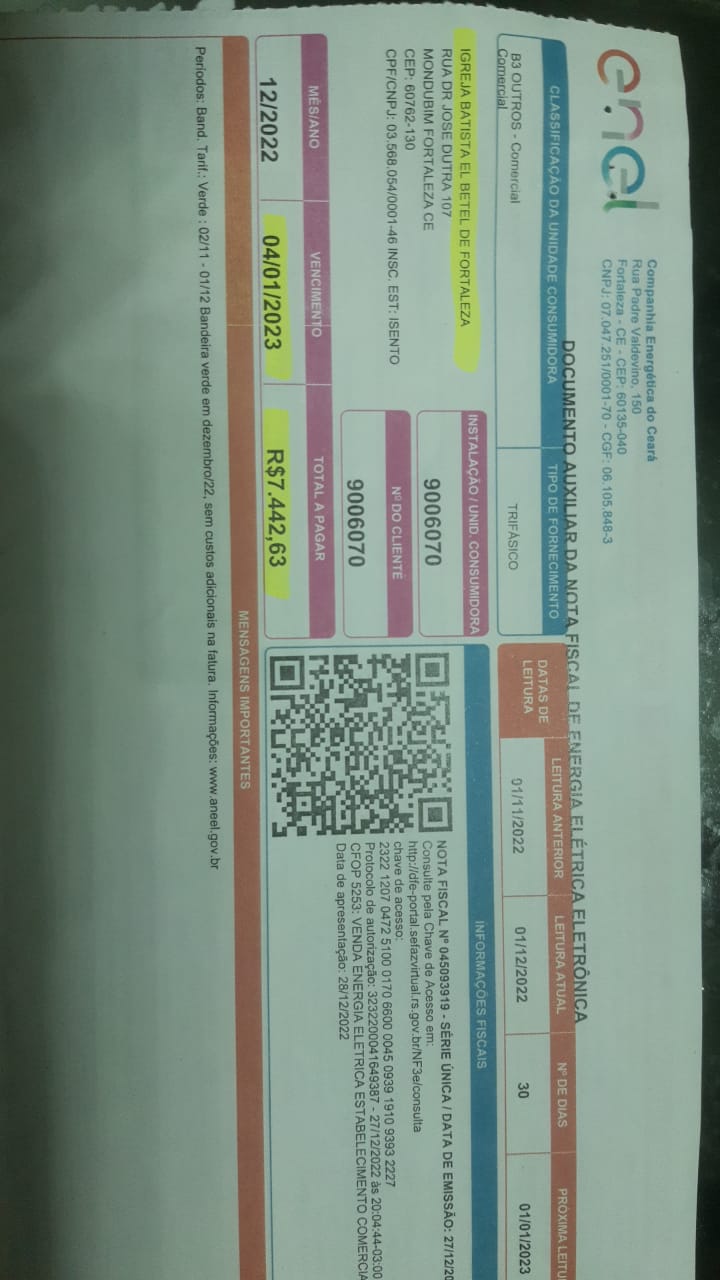 enel
Companhia Energética do Ceará
Rua Padre Valdevino, 150
Fortaleza - CE - CEP: 60135-040
CNPJ: 07.047.251/0001-70 - CGF: 06.105.848-3
DOCUMENTO AUXILIAR DA NOTA FISCAL DE ENERGIA ELÉTRICA ELETRÔNICA
CLASSIFICAÇÃO DA UNIDADE CONSUMIDORA
TIPO DE FORNECIMENTO
B3 OUTROS - Comercial
Comercial
TRIFÁSICO
DATAS DE
LEITURA
LEITURA ANTERIOR
LEITURA ATUAL
Nº DE DIAS
PRÓXIMA LEITU
01/11/2022
01/12/2022
30
01/01/2023
IGREJA BATISTA EL BETEL DE FORTALEZA
RUA DR JOSE DUTRA 107
MONDUBIM FORTALEZA CE
CEP: 60762-130
CPF/CNPJ: 03.568.054/0001-46 INSC. EST: ISENTO
INSTALAÇÃO / UNID. CONSUMIDORA
9006070
Nº DO CLIENTE
9006070
MÊS/ANO
VENCIMENTO
TOTAL A PAGAR
12/2022
04/01/2023
R$7.442,63
INFORMAÇÕES FISCAIS
NOTA FISCAL Nº 045093919 - SÉRIE ÚNICA / DATA DE EMISSÃO: 27/12/20
Consulte pela Chave de Acesso em:
http://dfe-portal.sefazvirtual.rs.gov.br/NF3e/consulta
chave de acesso:
2322 1207 0472 5100 0170 6600 0045 0939 1910 9393 2227
Protocolo de autorização: 3232200041649387 - 27/12/2022 às 20:04:44-03:00
CFOP 5253: VENDA ENERGIA ELETRICA ESTABELECIMENTO COMERCIA
Data de apresentação: 28/12/2022
MENSAGENS IMPORTANTES
Períodos: Band. Tarif.: Verde : 02/11 - 01/12 Bandeira verde em dezembro/22, sem custos adicionais na fatura. Informações: www.aneel.gov.br